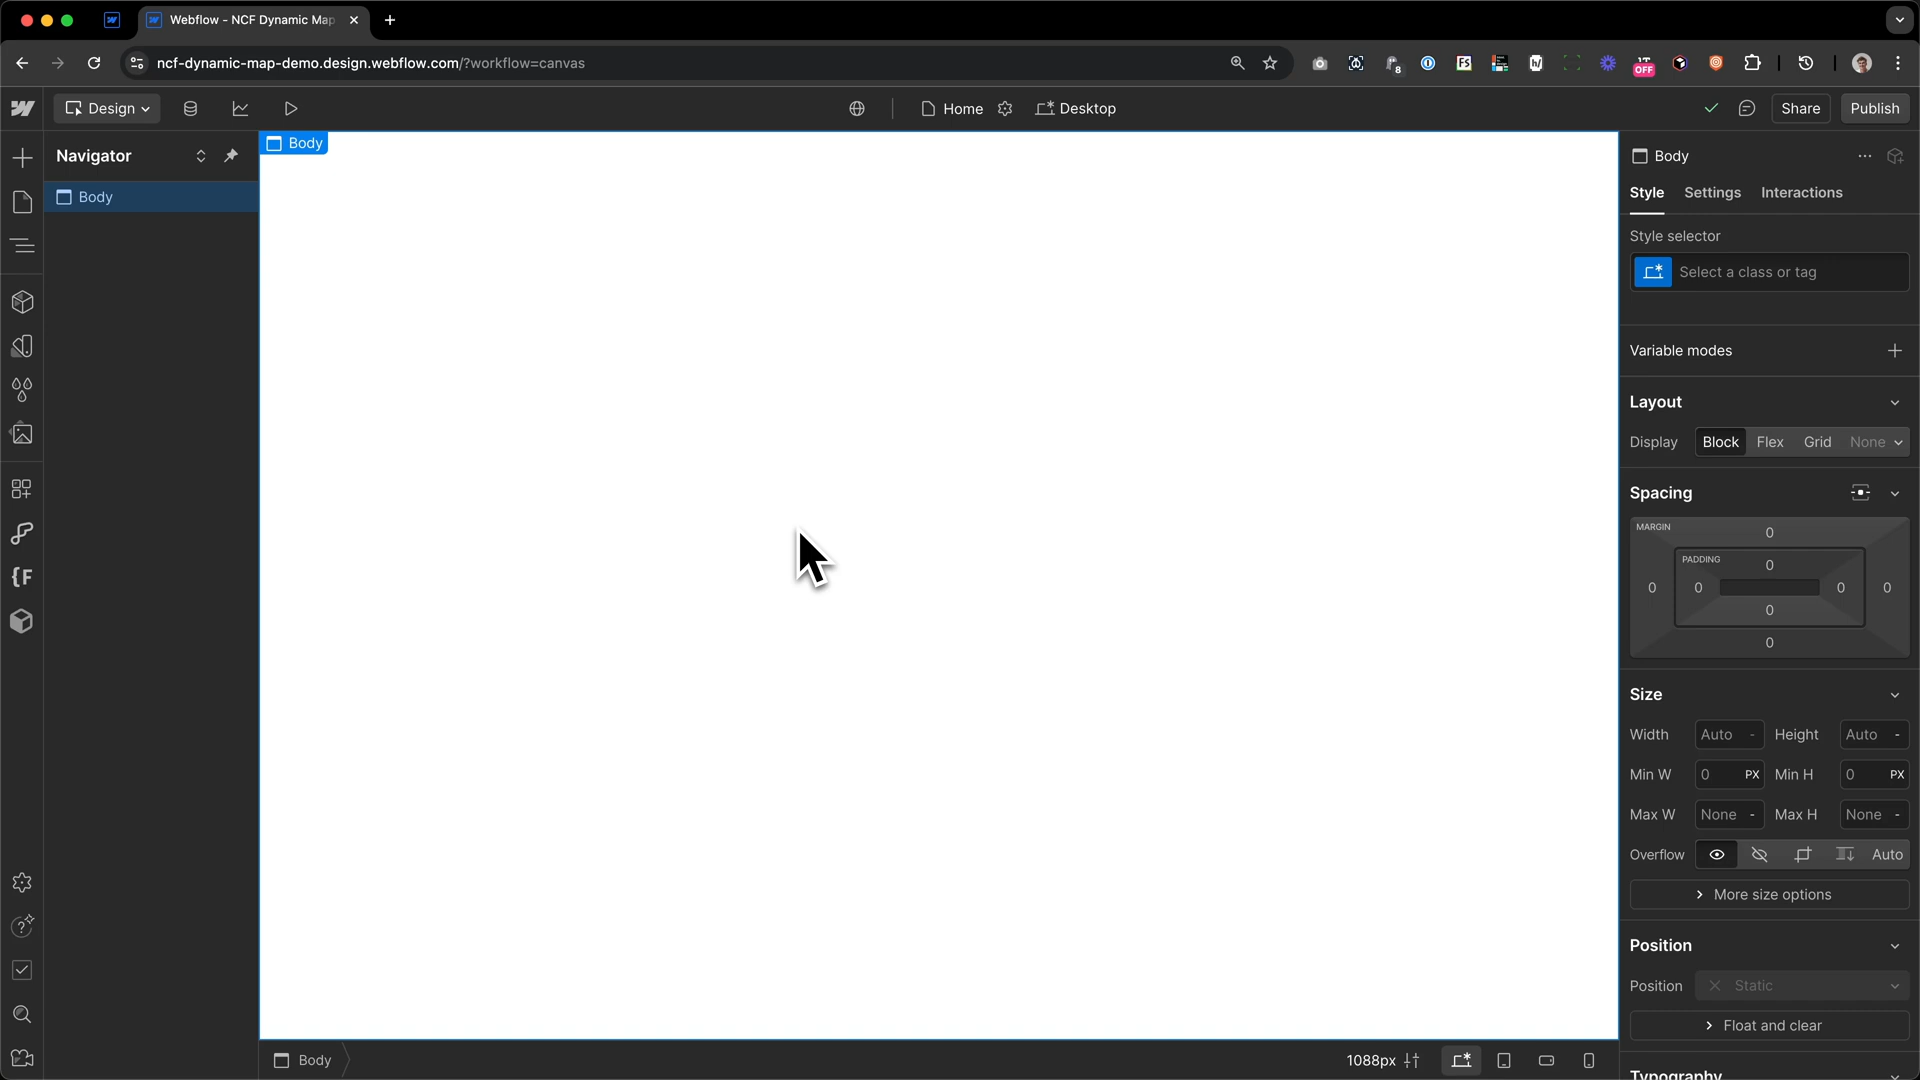 Webflow - NCF Dynamic Map
ncf-dynamic-map-demo.design.webflow.com/?workflow=canvas
8
FS
OFF
Design
Home
Desktop
Share
Publish
Navigator
Body
Body
Body
Style
Settings
Interactions
Style selector
Select a class or tag
Variable modes
Layout
Display
Block
Flex
Grid
None
Spacing
MARGIN
0
PADDING
0
0
0
0
0
0
0
Size
Width
Auto -
Height
Auto -
Min W
0 PX
Min H
0 PX
Max W
None -
Max H
None -
Overflow
Auto
More size options
Position
Position
Static
Float and clear
Typography
Body
1088px